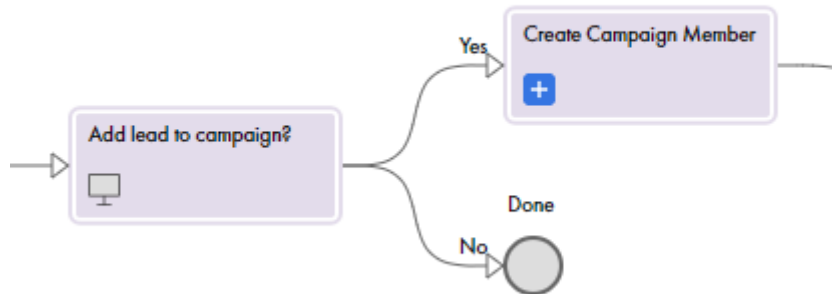 Yes
Create Campaign Member
Add lead to campaign?
Done
No